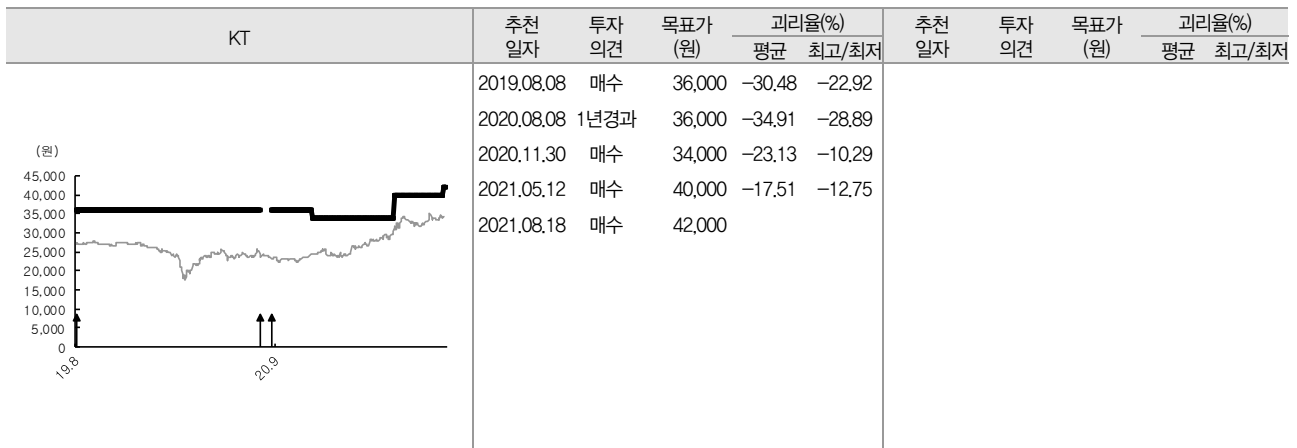 KT
추천 일자 투자 의견 목표가 (원) 괴리율(%) 평균 최고/최저 추천 일자 투자 의견 목표가 (원) 괴리율(%) 평균 최고/최저
2019.08.08 매수 36,000 -30.48 -22.92
2020.08.08 1년경과 36,000 -34.91 -28.89
2020.11.30 매수 34,000 -23.13 -10.29
2021.05.12 매수 40,000 -17.51 -12.75
2021.08.18 매수 42,000
(원)
45,000
40,000
35,000
30,000
25,000
20,000
15,000
10,000
5,000
0
19.8
20.9